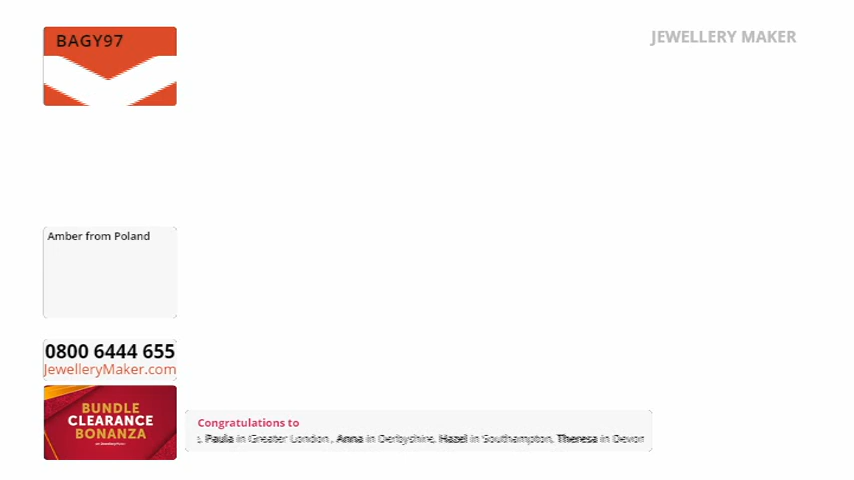 BAGY97
JEWELLERY MAKER
Amber from Poland
0800 6444 655
JewelleryMaker.com
BUNDLE
CLEARANCE
BONANZA
Congratulations to
Paula in Greater London, Anna in Derbyshire, Hazel in Southampton, Theresa in Devon